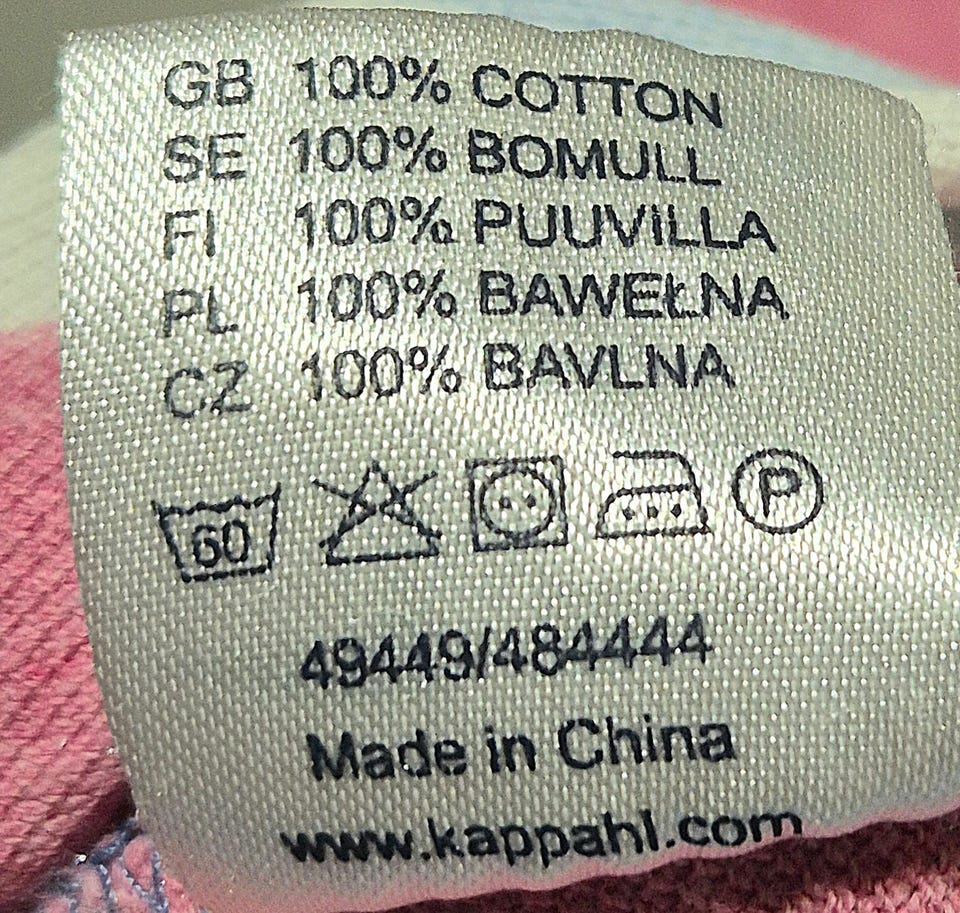 GB 100% COTTON
SE 100% BOMULL
FI 100% PUUVILLA
PL 100% BAWEŁNA
CZ 100% BAVLNA
60 P
49449/484444
Made in China
www.kappahl.com